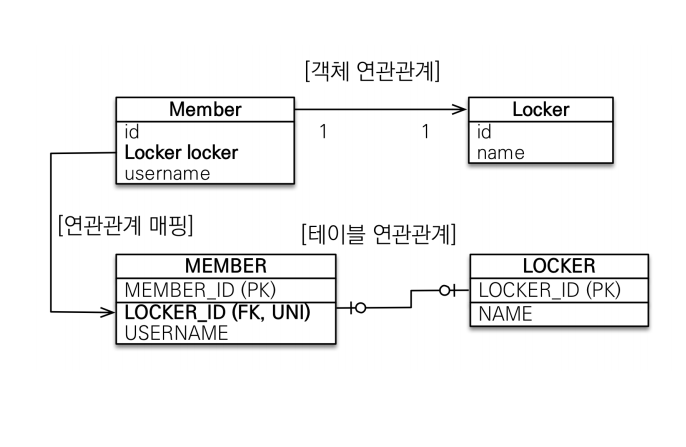 [객체 연관관계]
Member
Locker
1
1
id
Locker locker
username
id
name
[연관관계 매핑]
[테이블 연관관계]
MEMBER
LOCKER
MEMBER_ID (PK)
LOCKER_ID (PK)
LOCKER_ID (FK, UNI)
NAME
USERNAME